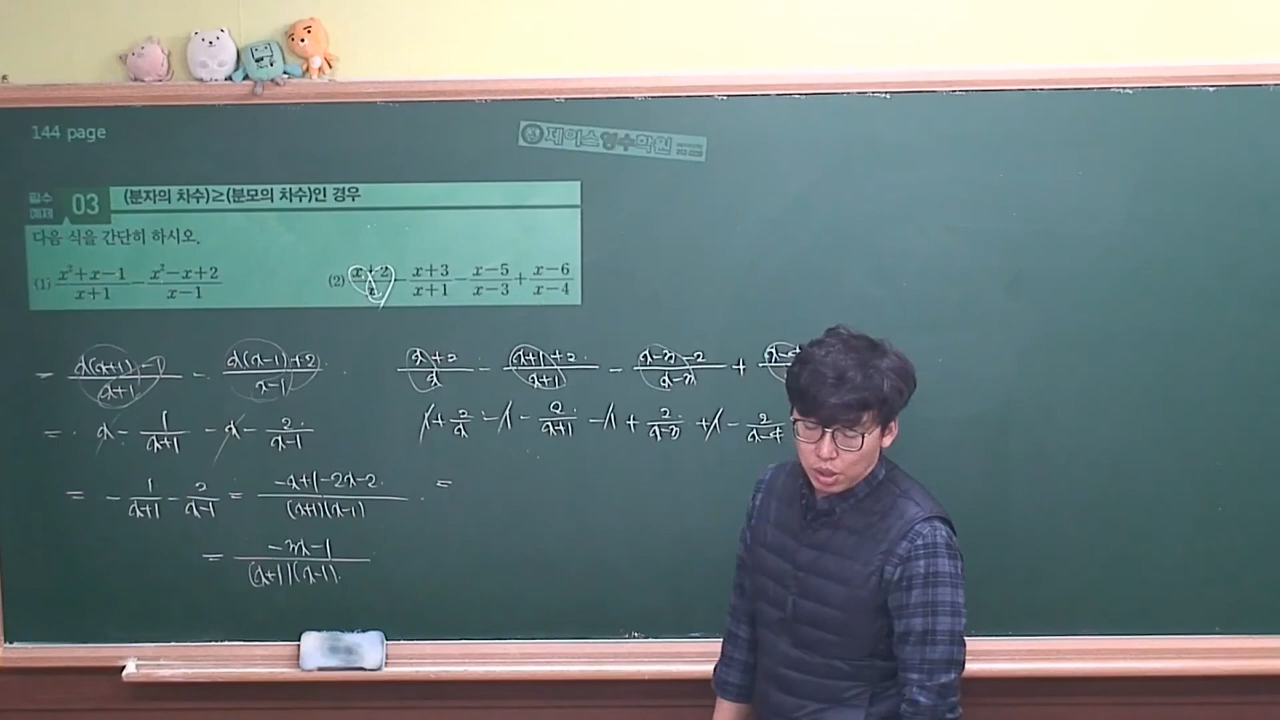 144 page
제이스영수학원
필수 예제 03 (분자의 차수)≥(분모의 차수)인 경우
다음 식을 간단히 하시오.
(1) (x²+x−1)/(x+1) − (x²−x+2)/(x−1) (2) (x+2)/x − (x+3)/(x+1) − (x−5)/(x−3) + (x−6)/(x−4)
= (x(x+1)−1)/(x+1) − (x(x−1)+2)/(x−1)
= x − 1/(x+1) − x − 2/(x−1)
= − 1/(x+1) − 2/(x−1) = (−x+1−2x−2)/((x+1)(x−1))
= (−3x−1)/((x+1)(x−1))
(x+2)/x − (x+1+2)/(x+1) − (x−3−2)/(x−3) +
1 + 2/x − 1 − 2/(x+1) − 1 + 2/(x−3) + 1 − 2/(x−4)
=